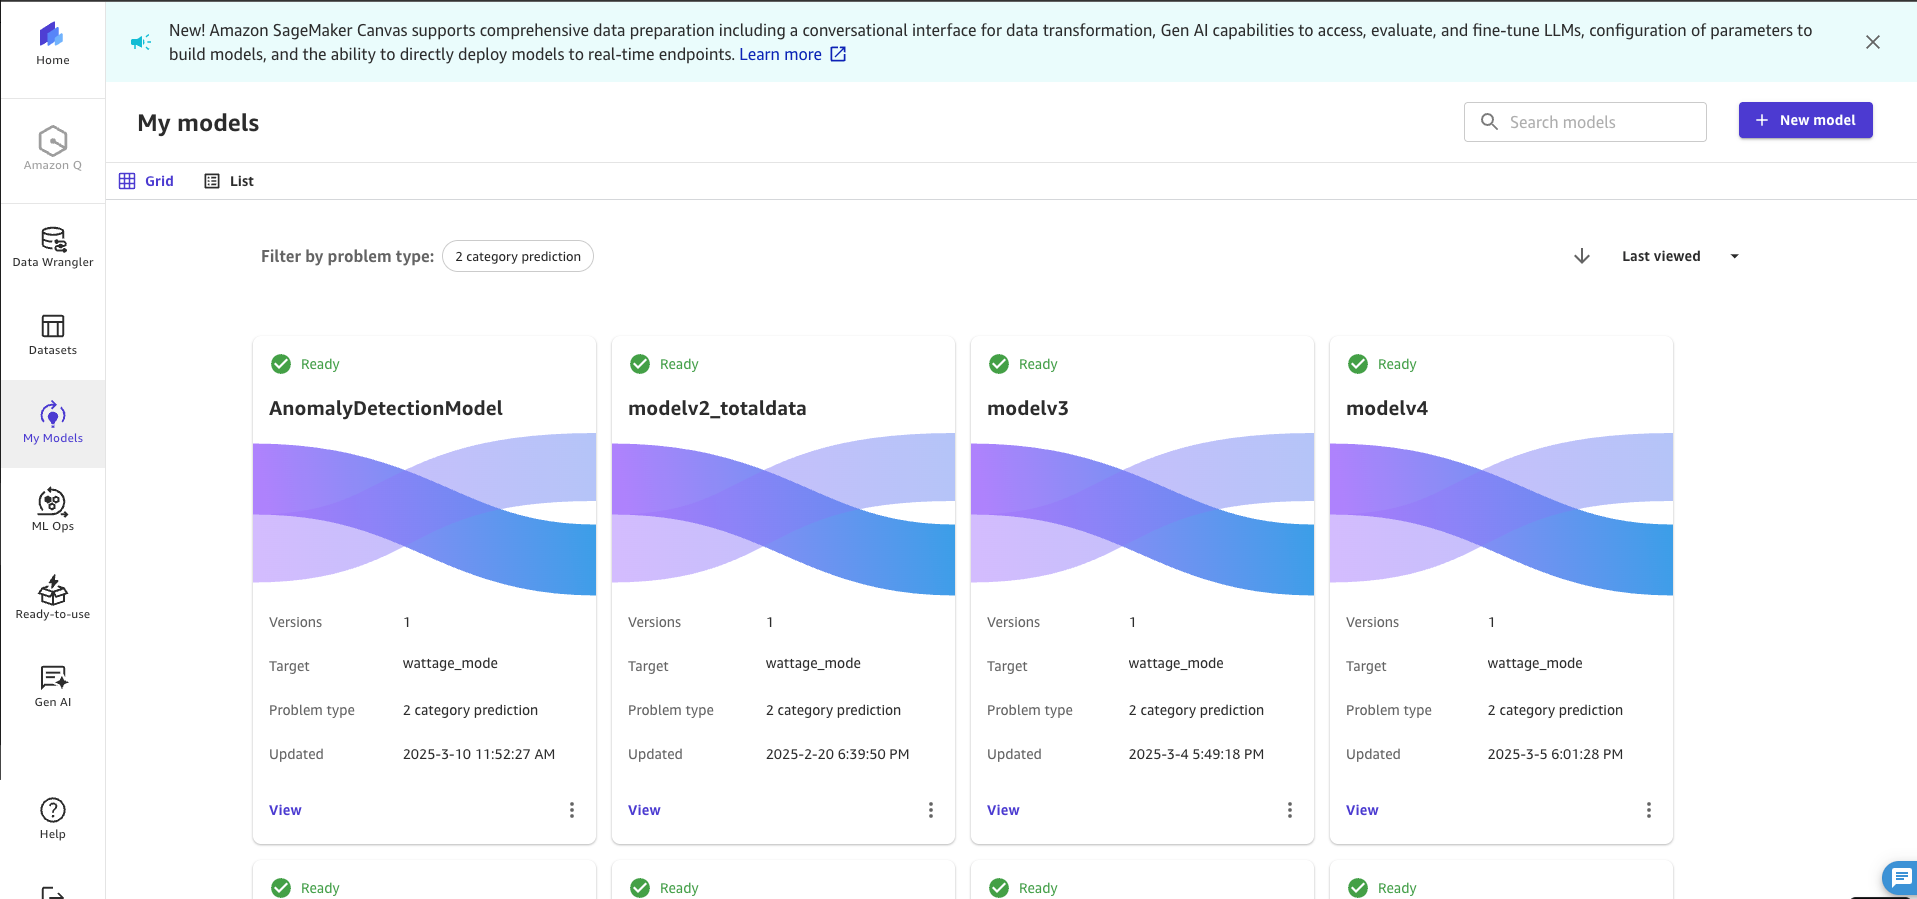 New! Amazon SageMaker Canvas supports comprehensive data preparation including a conversational interface for data transformation, Gen AI capabilities to access, evaluate, and fine-tune LLMs, configuration of parameters to
build models, and the ability to directly deploy models to real-time endpoints. Learn more
Home
Amazon Q
Data Wrangler
Datasets
My Models
ML Ops
Ready-to-use
Gen AI
Help
My models
Search models
+ New model
Grid List
Filter by problem type: 2 category prediction
Last viewed
Ready
AnomalyDetectionModel
Versions 1
Target wattage_mode
Problem type 2 category prediction
Updated 2025-3-10 11:52:27 AM
View
Ready
modelv2_totaldata
Versions 1
Target wattage_mode
Problem type 2 category prediction
Updated 2025-2-20 6:39:50 PM
View
Ready
modelv3
Versions 1
Target wattage_mode
Problem type 2 category prediction
Updated 2025-3-4 5:49:18 PM
View
Ready
modelv4
Versions 1
Target wattage_mode
Problem type 2 category prediction
Updated 2025-3-5 6:01:28 PM
View
Ready
Ready
Ready
Ready